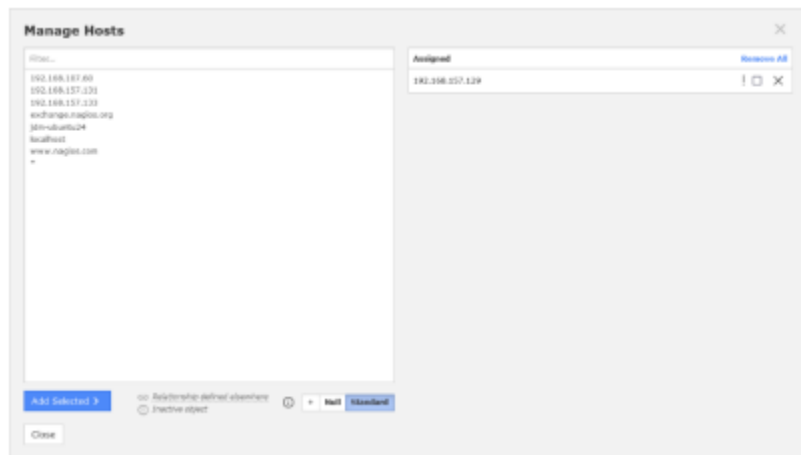 Manage Hosts
Filter...
192.168.107.60
192.168.157.131
192.168.157.133
exchange.nagios.org
jdm-ubuntu24
localhost
www.nagios.com
*
Add Selected
Relationship defined elsewhere
Inactive object
+ Null Standard
Close
Assigned Remove All
192.168.157.129 !